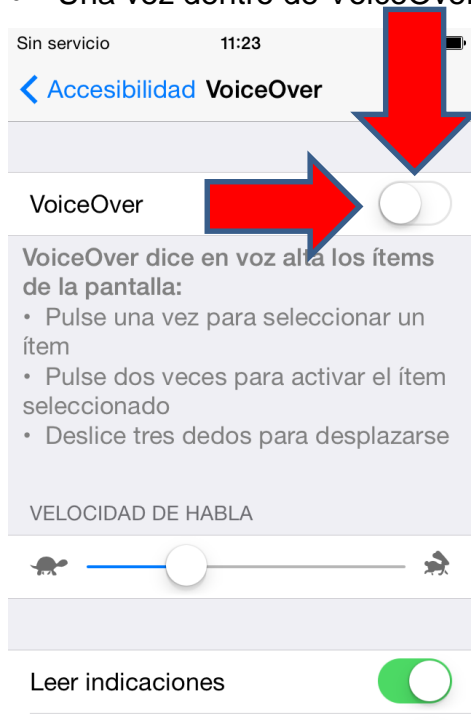 • Una vez dentro de VoiceOver
Sin servicio 11:23
Accesibilidad VoiceOver
VoiceOver
VoiceOver dice en voz alta los ítems
de la pantalla:
• Pulse una vez para seleccionar un
ítem
• Pulse dos veces para activar el ítem
seleccionado
• Deslice tres dedos para desplazarse
VELOCIDAD DE HABLA
Leer indicaciones